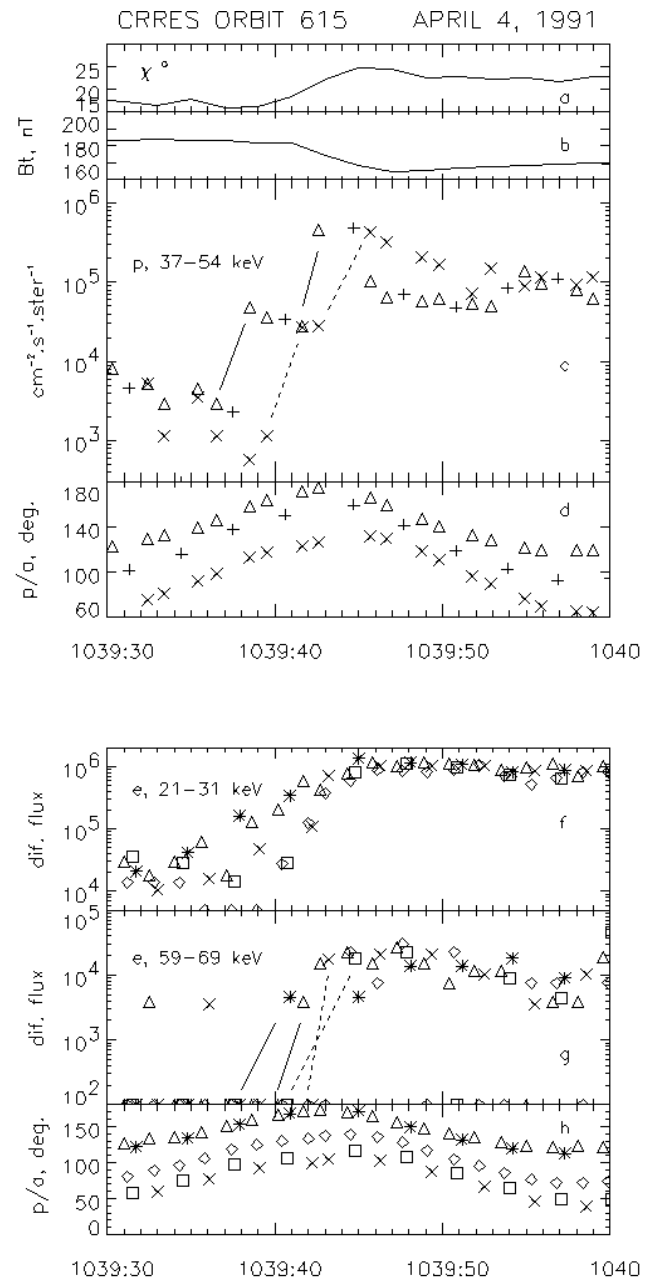 CRRES ORBIT 615 APRIL 4, 1991
25
20
15
χ °
a
Bt, nT
200
180
160
b
cm⁻².s⁻¹.ster⁻¹
10⁶
10⁵
10⁴
10³
p, 37-54 keV
c
p/a, deg.
180
140
100
60
d
1039:30 1039:40 1039:50 1040
dif. flux
10⁶
10⁵
10⁴
e, 21-31 keV
f
dif. flux
10⁵
10⁴
10³
10²
e, 59-69 keV
g
p/a, deg.
150
100
50
0
h
1039:30 1039:40 1039:50 1040